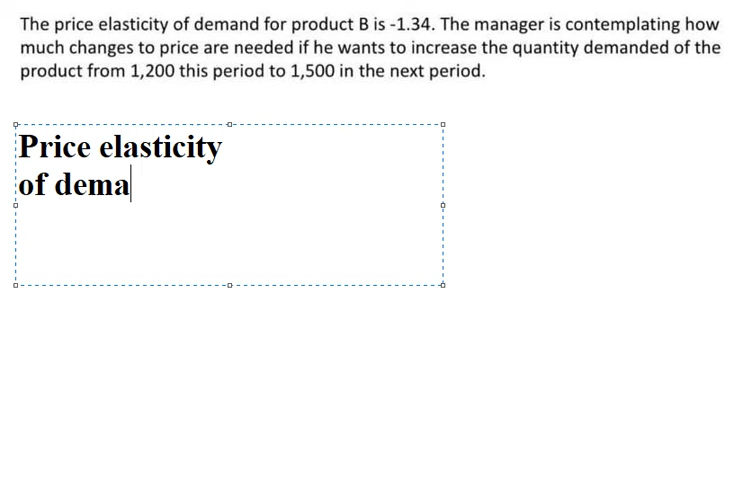 The price elasticity of demand for product B is -1.34. The manager is contemplating how
much changes to price are needed if he wants to increase the quantity demanded of the
product from 1,200 this period to 1,500 in the next period.
Price elasticity
of dema